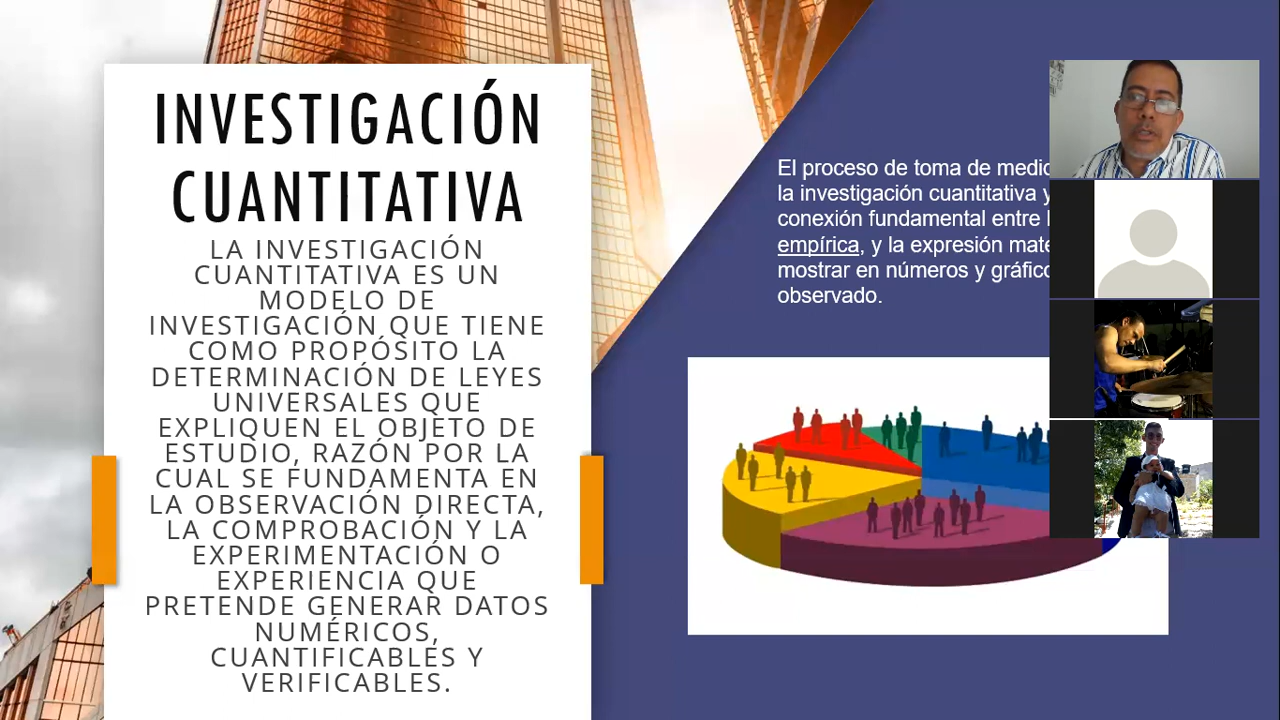 INVESTIGACIÓN
CUANTITATIVA
LA INVESTIGACIÓN
CUANTITATIVA ES UN
MODELO DE
INVESTIGACIÓN QUE TIENE
COMO PROPÓSITO LA
DETERMINACIÓN DE LEYES
UNIVERSALES QUE
EXPLIQUEN EL OBJETO DE
ESTUDIO, RAZÓN POR LA
CUAL SE FUNDAMENTA EN
LA OBSERVACIÓN DIRECTA,
LA COMPROBACIÓN Y LA
EXPERIMENTACIÓN O
EXPERIENCIA QUE
PRETENDE GENERAR DATOS
NUMÉRICOS,
CUANTIFICABLES Y
VERIFICABLES.
El proceso de toma de
la investigación cuantitativa y
conexión fundamental entre
empírica, y la expresión
mostrar en números y
observado.